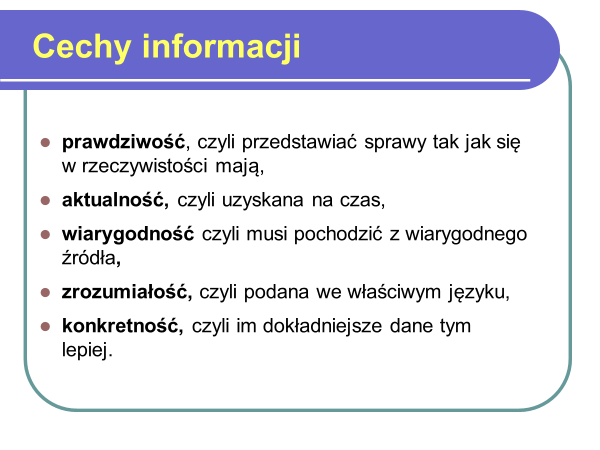 Cechy informacji
prawdziwość, czyli przedstawiać sprawy tak jak się
w rzeczywistości mają,
aktualność, czyli uzyskana na czas,
wiarygodność czyli musi pochodzić z wiarygodnego
źródła,
zrozumiałość, czyli podana we właściwym języku,
konkretność, czyli im dokładniejsze dane tym
lepiej.